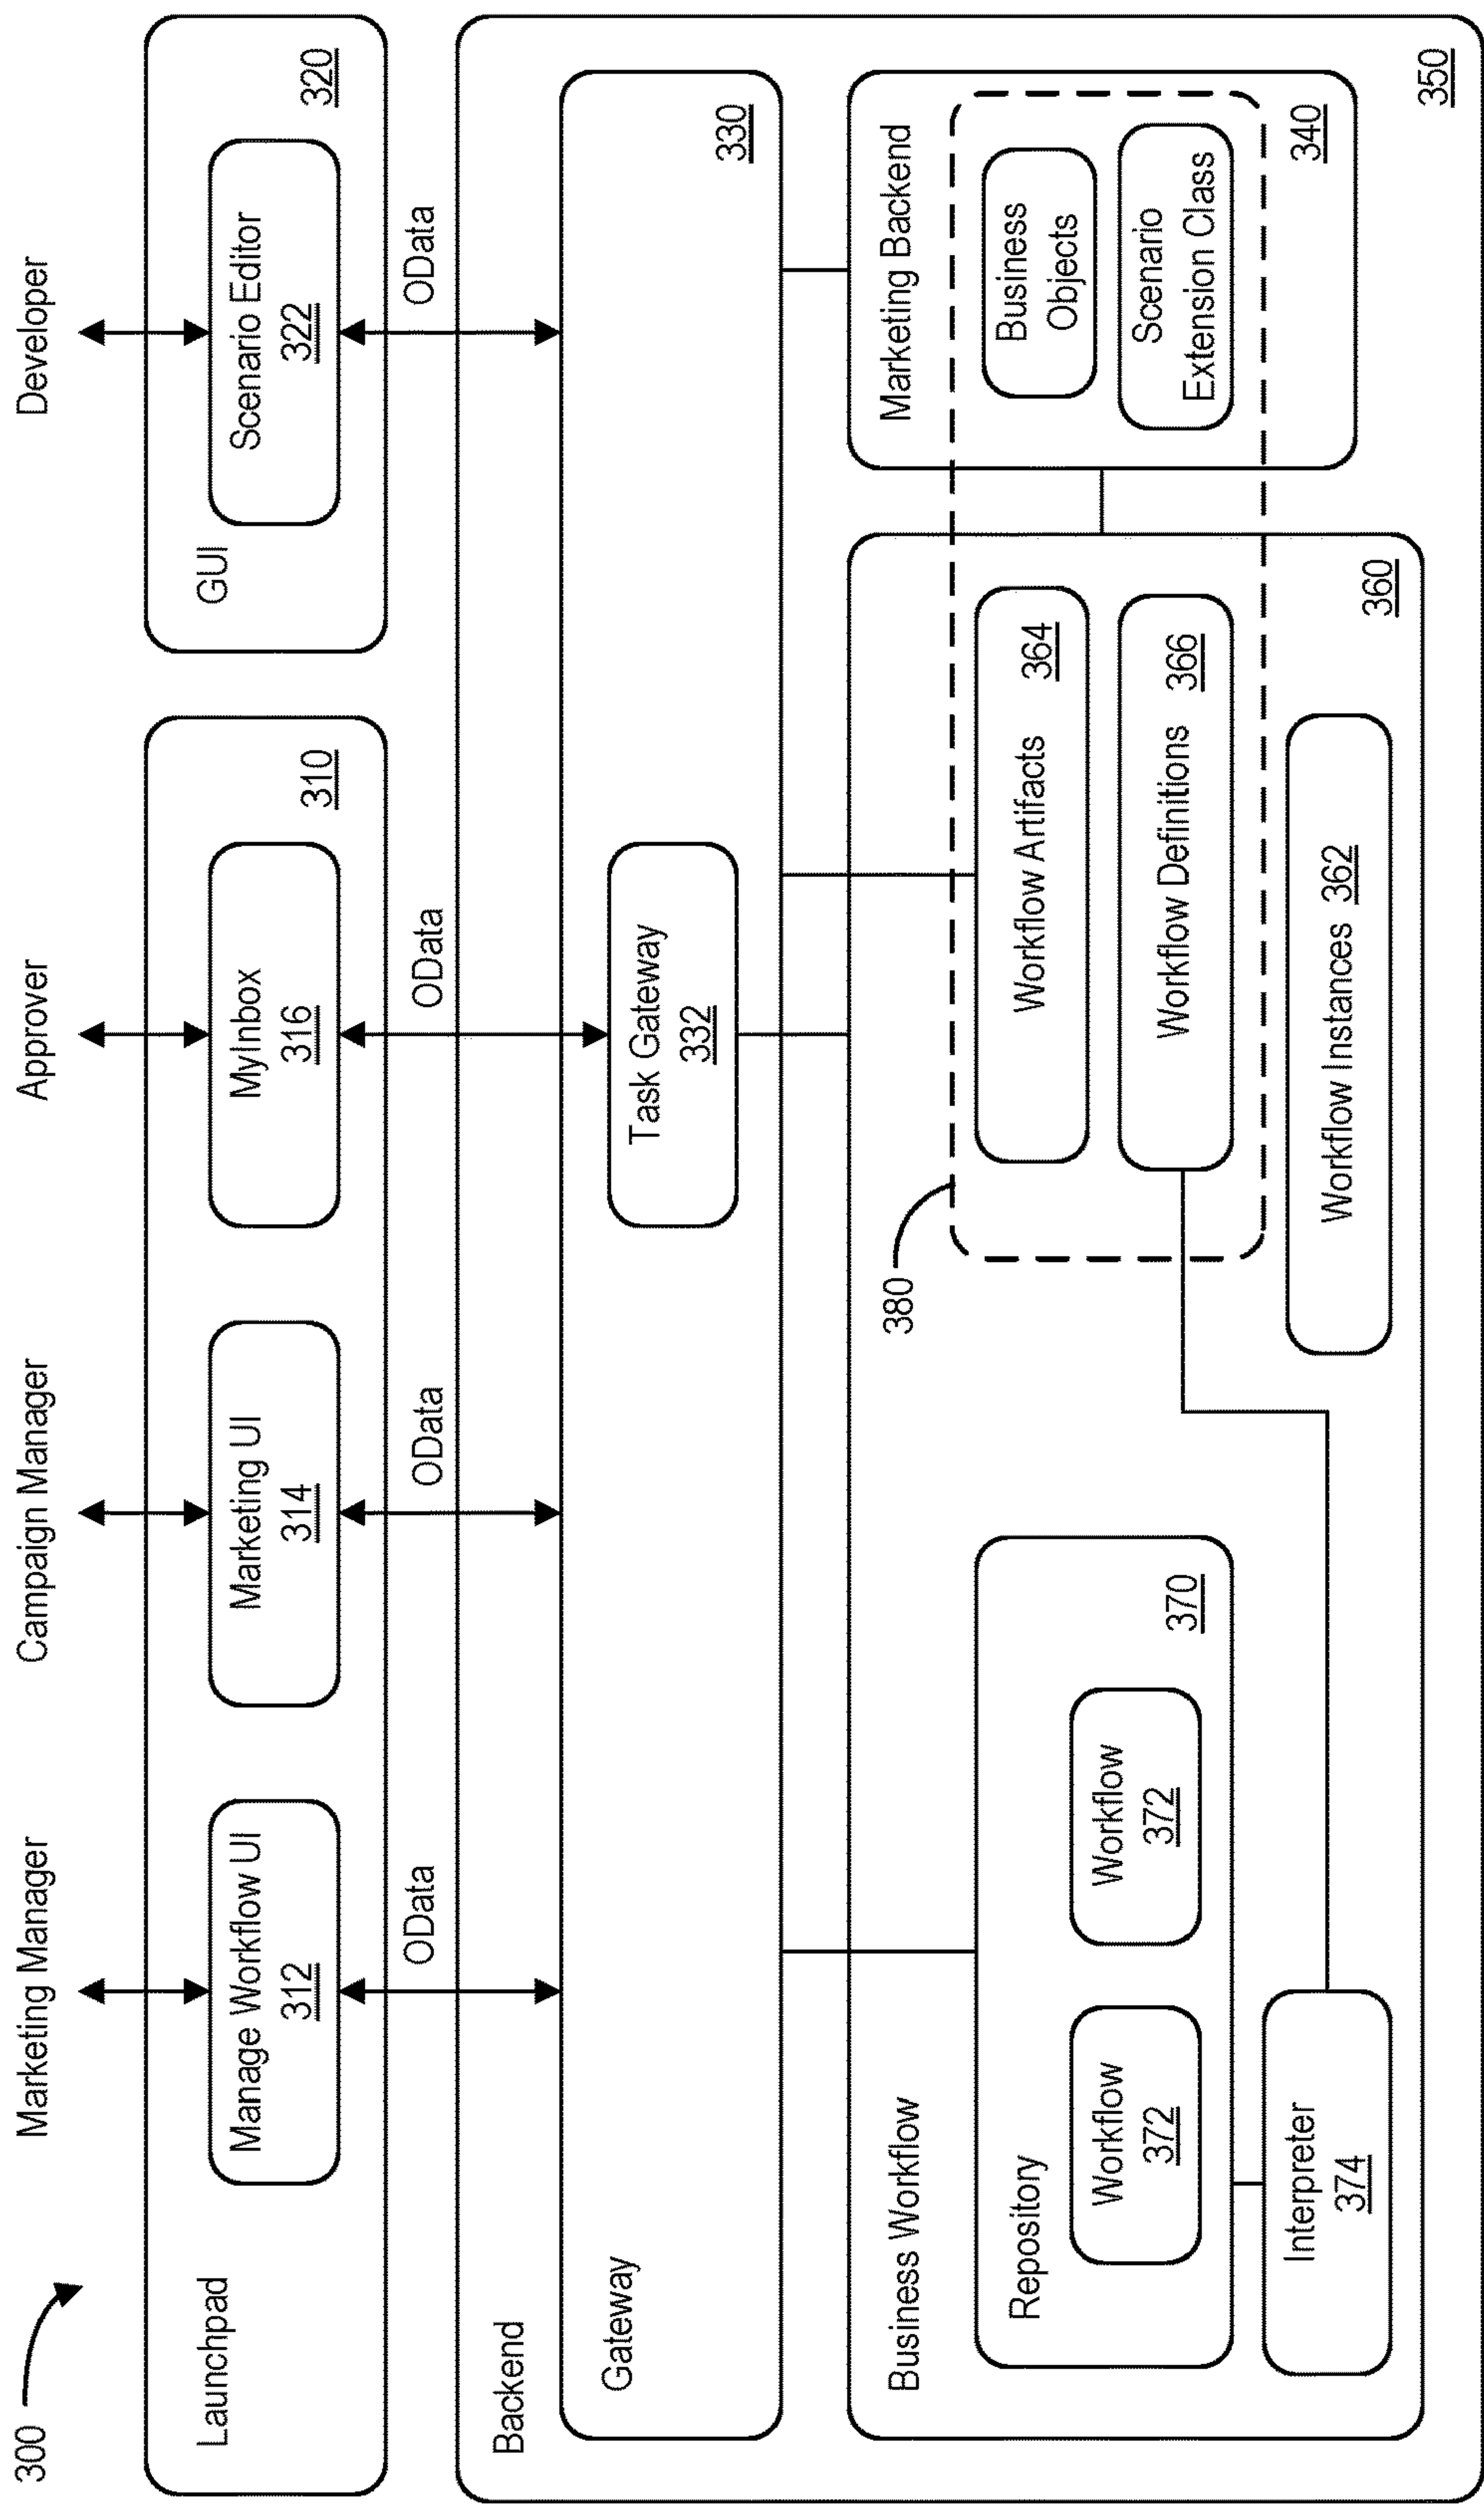 300
Marketing Manager
Campaign Manager
Approver
Developer
Launchpad
Manage Workflow UI
312
Marketing UI
314
MyInbox
316
310
GUI
Scenario Editor
322
320
OData
OData
OData
OData
Backend
Gateway
Task Gateway
332
330
Business Workflow
Repository
Workflow
372
Workflow
372
370
Interpreter
374
380
Workflow Artifacts 364
Workflow Definitions 366
Workflow Instances 362
360
Marketing Backend
Business
Objects
Scenario
Extension Class
340
350